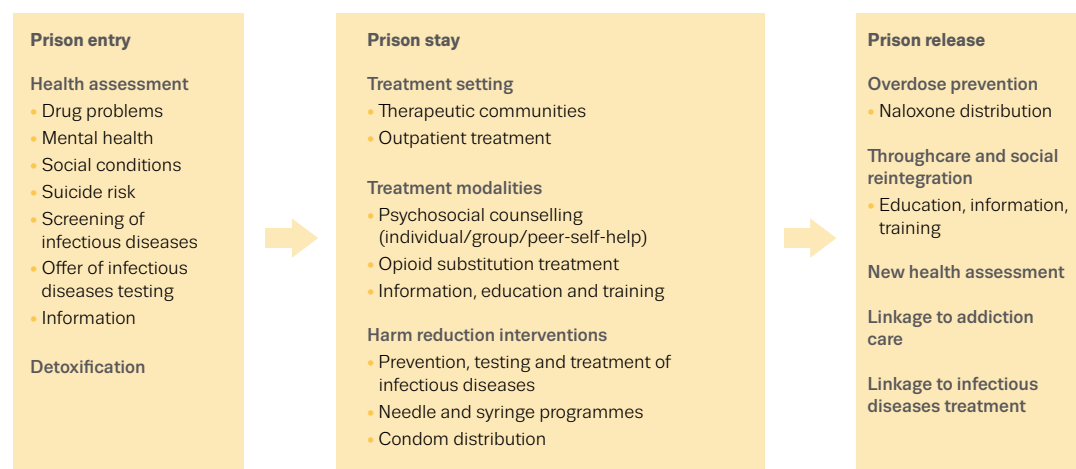 Prison entry
Health assessment
• Drug problems
• Mental health
• Social conditions
• Suicide risk
• Screening of
infectious diseases
• Offer of infectious
diseases testing
• Information
Detoxification
Prison stay
Treatment setting
• Therapeutic communities
• Outpatient treatment
Treatment modalities
• Psychosocial counselling
(individual/group/peer-self-help)
• Opioid substitution treatment
• Information, education and training
Harm reduction interventions
• Prevention, testing and treatment of
infectious diseases
• Needle and syringe programmes
• Condom distribution
Prison release
Overdose prevention
• Naloxone distribution
Throughcare and social
reintegration
• Education, information,
training
New health assessment
Linkage to addiction
care
Linkage to infectious
diseases treatment